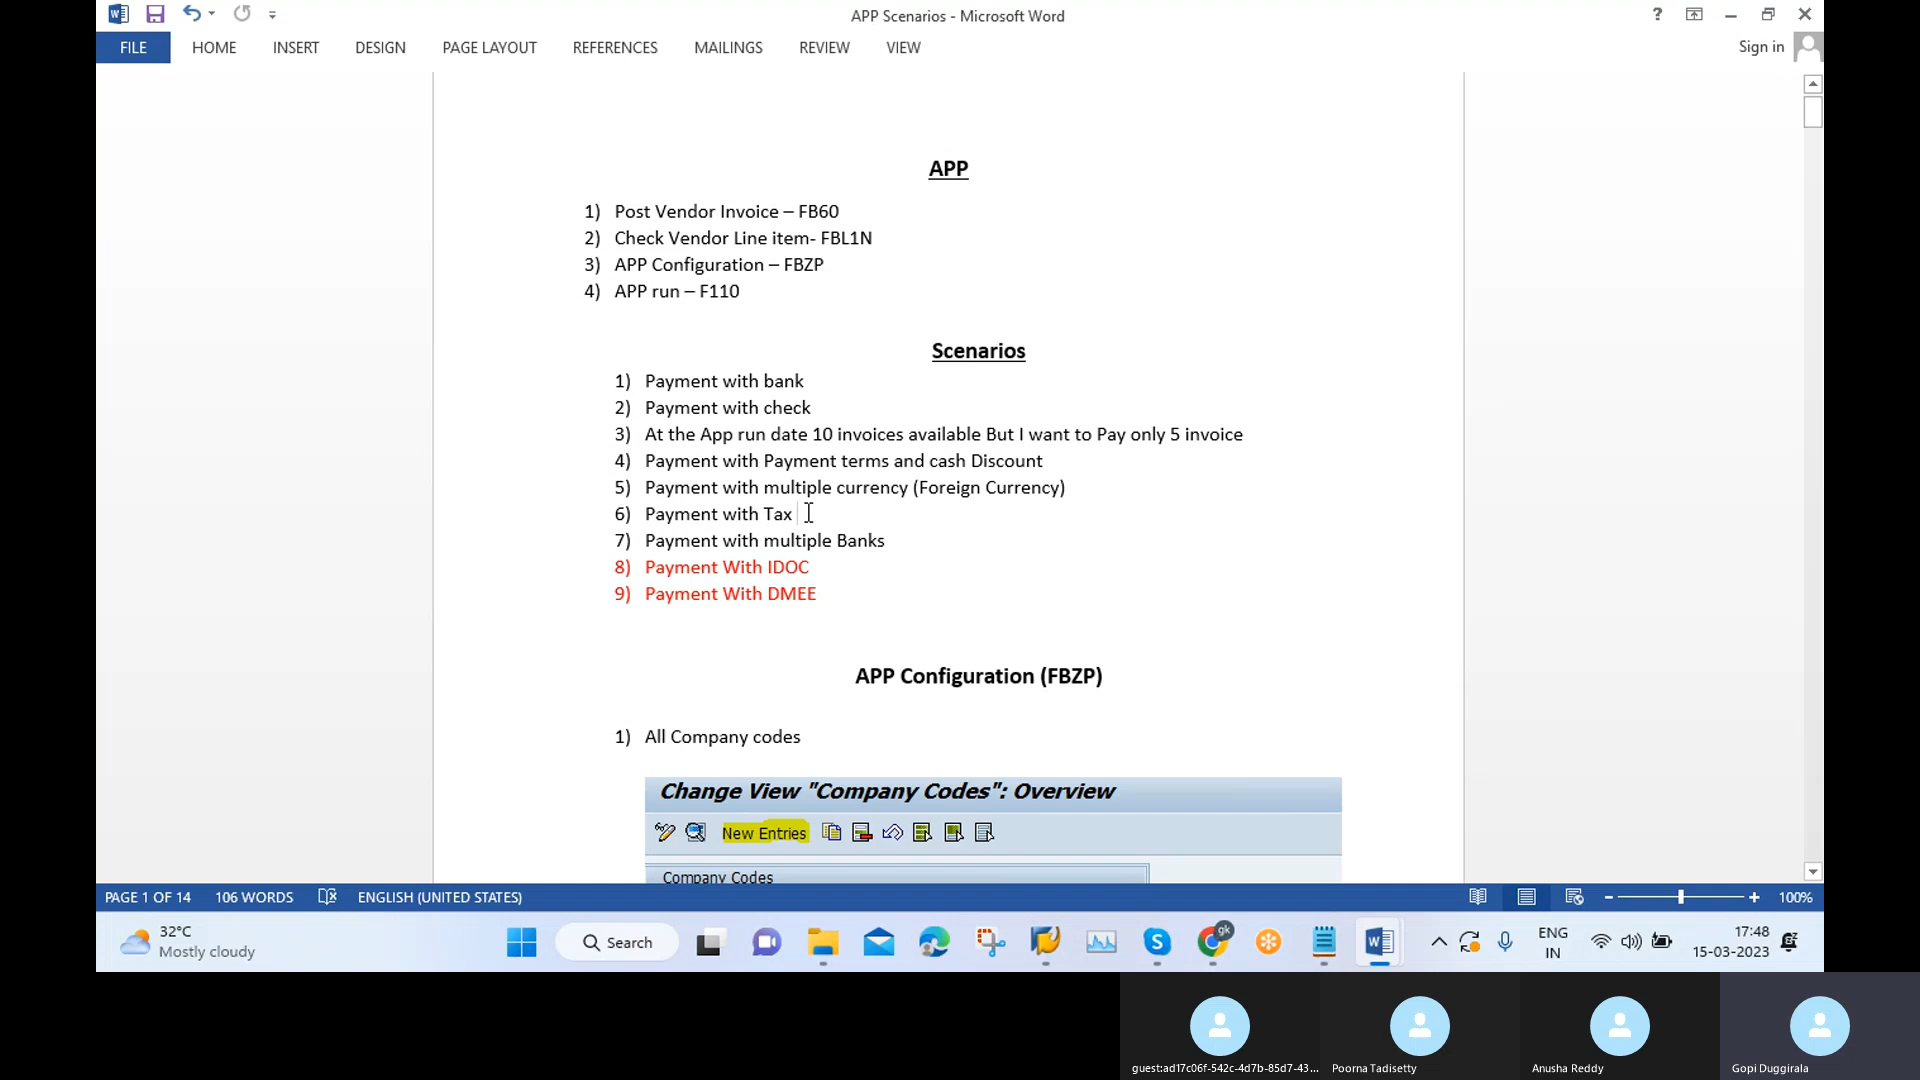 APP Scenarios - Microsoft Word
?
FILE HOME INSERT DESIGN PAGE LAYOUT REFERENCES MAILINGS REVIEW VIEW
Sign in
APP
1) Post Vendor Invoice – FB60
2) Check Vendor Line item- FBL1N
3) APP Configuration – FBZP
4) APP run – F110
Scenarios
1) Payment with bank
2) Payment with check
3) At the App run date 10 invoices available But I want to Pay only 5 invoice
4) Payment with Payment terms and cash Discount
5) Payment with multiple currency (Foreign Currency)
6) Payment with Tax
7) Payment with multiple Banks
8) Payment With IDOC
9) Payment With DMEE
APP Configuration (FBZP)
1) All Company codes
Change View "Company Codes": Overview
New Entries
Company Codes
PAGE 1 OF 14 106 WORDS ENGLISH (UNITED STATES) 100%
32°C
Mostly cloudy
Search
gk
ENG
IN
17:48
15-03-2023
guest:ad17c06f-542c-4d7b-85d7-43...
Poorna Tadisetty
Anusha Reddy
Gopi Duggirala